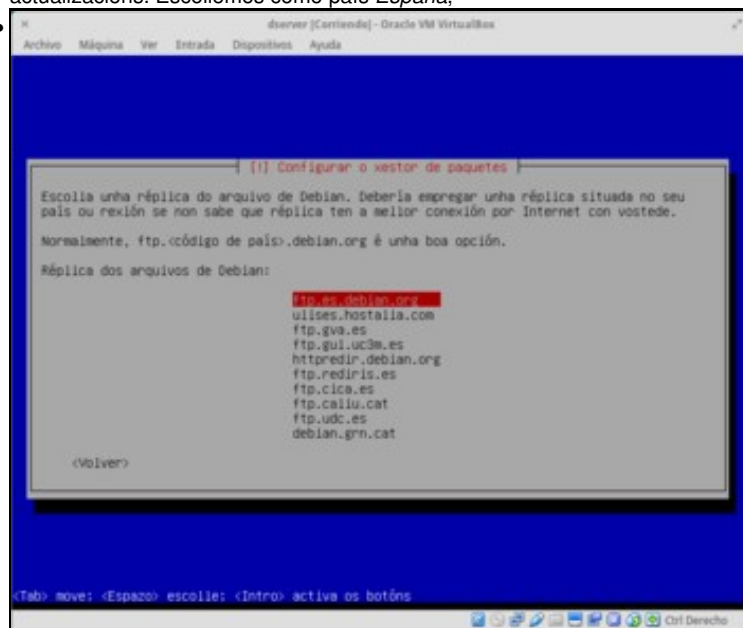 actualizacións. Escollemos como país España;
dserver [Corriendo] - Oracle VM VirtualBox
Archivo Máquina Ver Entrada Dispositivos Ayuda
[!] Configurar o xestor de paquetes
Escolla unha réplica do arquivo de Debian. Debería empregar unha réplica situada no seu
país ou rexión se non sabe que réplica ten a mellor conexión por Internet con vostede.
Normalmente, ftp.<código de país>.debian.org é unha boa opción.
Réplica dos arquivos de Debian:
ftp.es.debian.org
ulises.hostalia.com
ftp.gva.es
ftp.gul.uc3m.es
httpredir.debian.org
ftp.rediris.es
ftp.cica.es
ftp.caliu.cat
ftp.udc.es
debian.grn.cat
<Volver>
<Tab> move; <Espazo> escolle; <Intro> activa os botóns
Ctrl Derecho